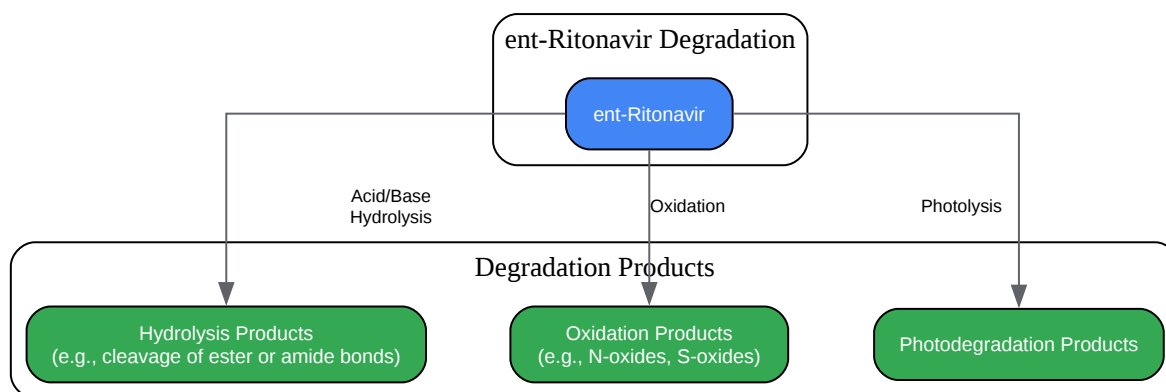 ent-Ritonavir Degradation
ent-Ritonavir
Acid/Base
Hydrolysis
Oxidation
Photolysis
Degradation Products
Hydrolysis Products
(e.g., cleavage of ester or amide bonds)
Oxidation Products
(e.g., N-oxides, S-oxides)
Photodegradation Products